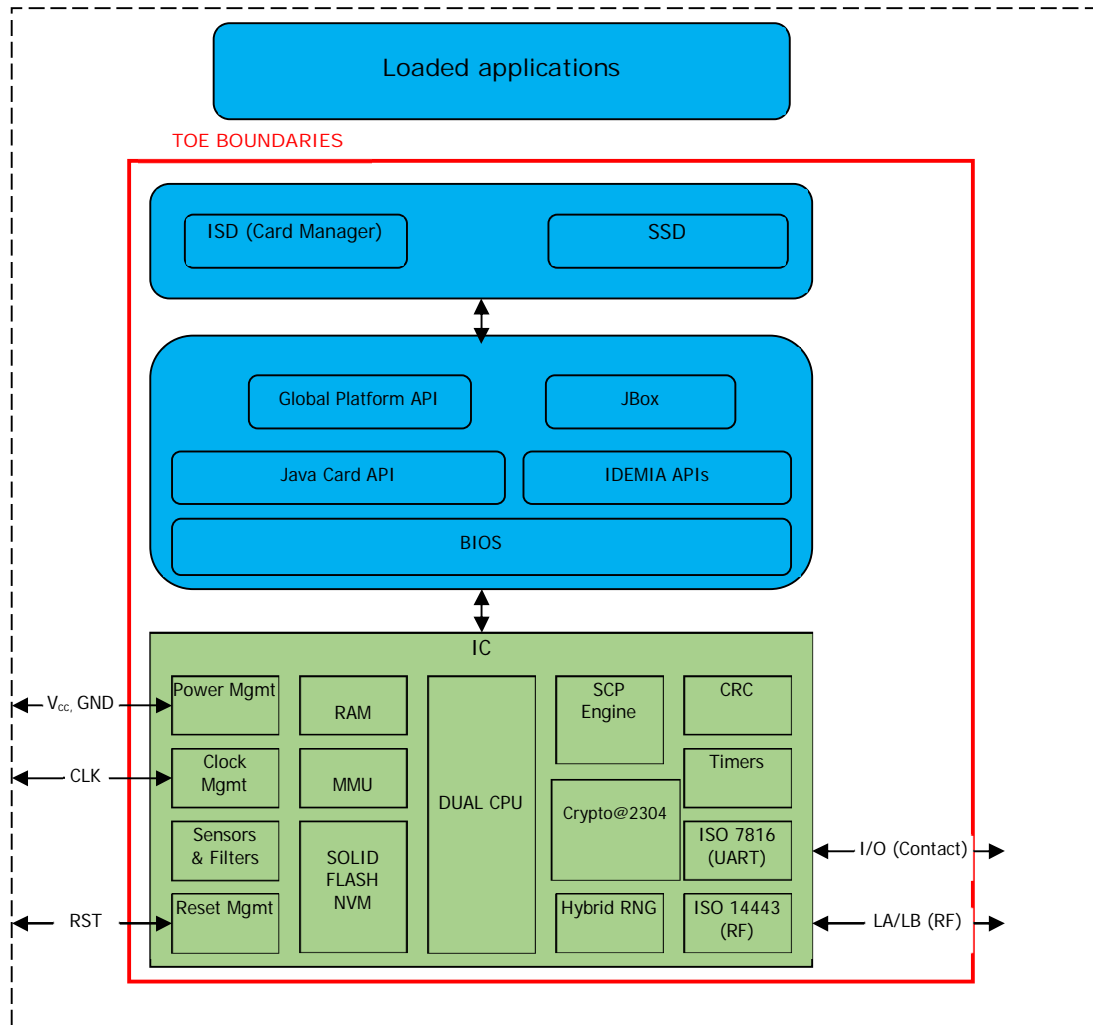 Loaded applications
TOE BOUNDARIES
ISD (Card Manager)
SSD
Global Platform API
JBox
Java Card API
IDEMIA APIs
BIOS
IC
Power Mgmt
RAM
DUAL CPU
SCP
Engine
CRC
Vcc, GND
Clock
Mgmt
MMU
Timers
CLK
Crypto@2304
Sensors
& Filters
SOLID
FLASH
NVM
ISO 7816
(UART)
I/O (Contact)
Reset Mgmt
Hybrid RNG
ISO 14443
(RF)
RST
LA/LB (RF)